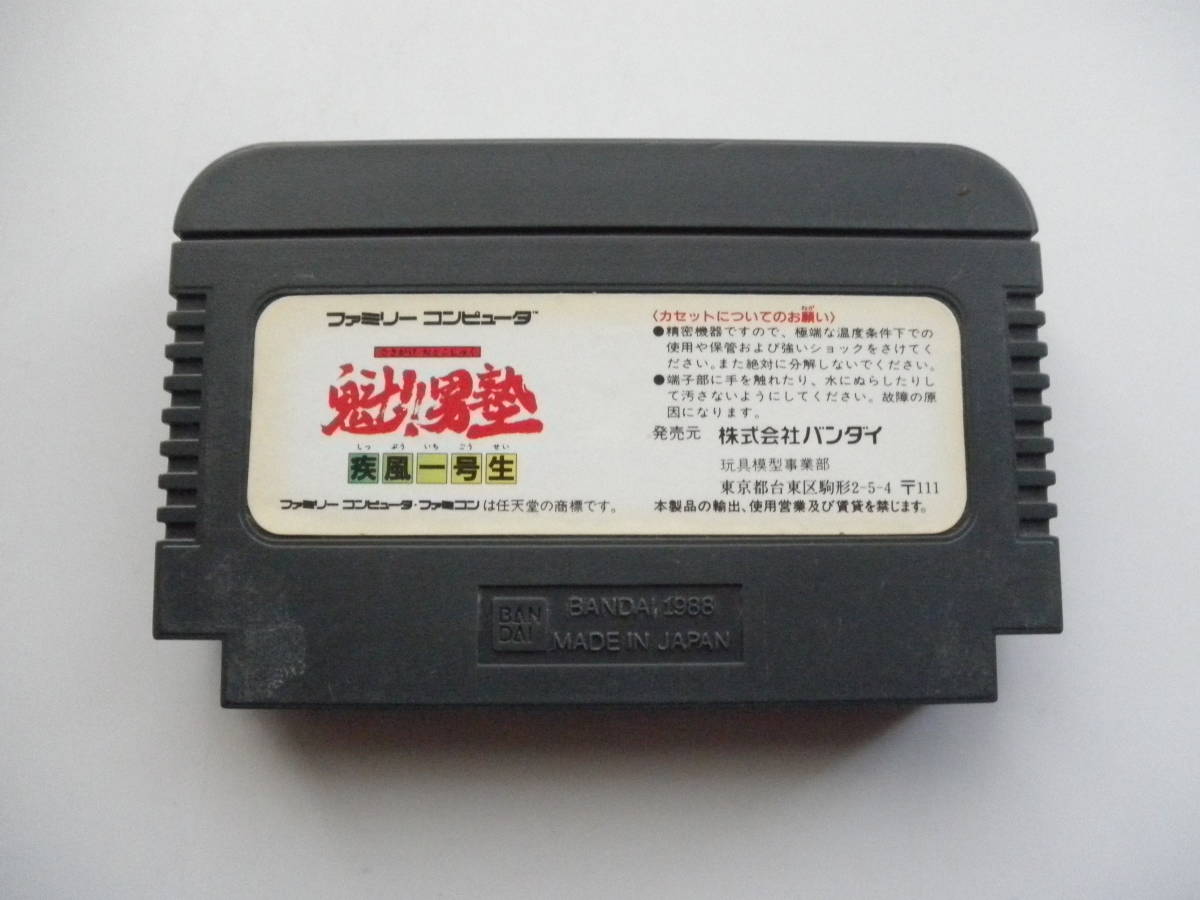 ファミリー コンピュータ™
さきがけ!!おとこじゅく
魁!!男塾
しっ ぷう いち ごう せい
疾風一号生
ファミリー コンピュータ・ファミコンは任天堂の商標です。
〈カセットについてのお願い〉
ねが
●精密機器ですので、極端な温度条件下での
使用や保管および強いショックをさけてく
ださい。また絶対に分解しないでください。
●端子部に手を触れたり、水にぬらしたりし
て汚さないようにしてください。故障の原
因になります。
発売元 株式会社バンダイ
玩具模型事業部
東京都台東区駒形2-5-4 〒111
本製品の輸出、使用営業及び賃貸を禁じます。
BAN
DAI
BANDAI 1988
MADE IN JAPAN